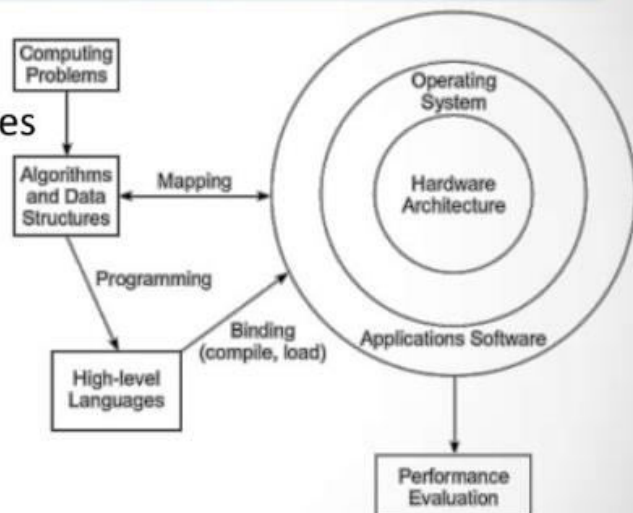 Computing
Problems
es
Algorithms
and Data
Structures
Mapping
Programming
High-level
Languages
Binding
(compile, load)
Operating
System
Hardware
Architecture
Applications Software
Performance
Evaluation